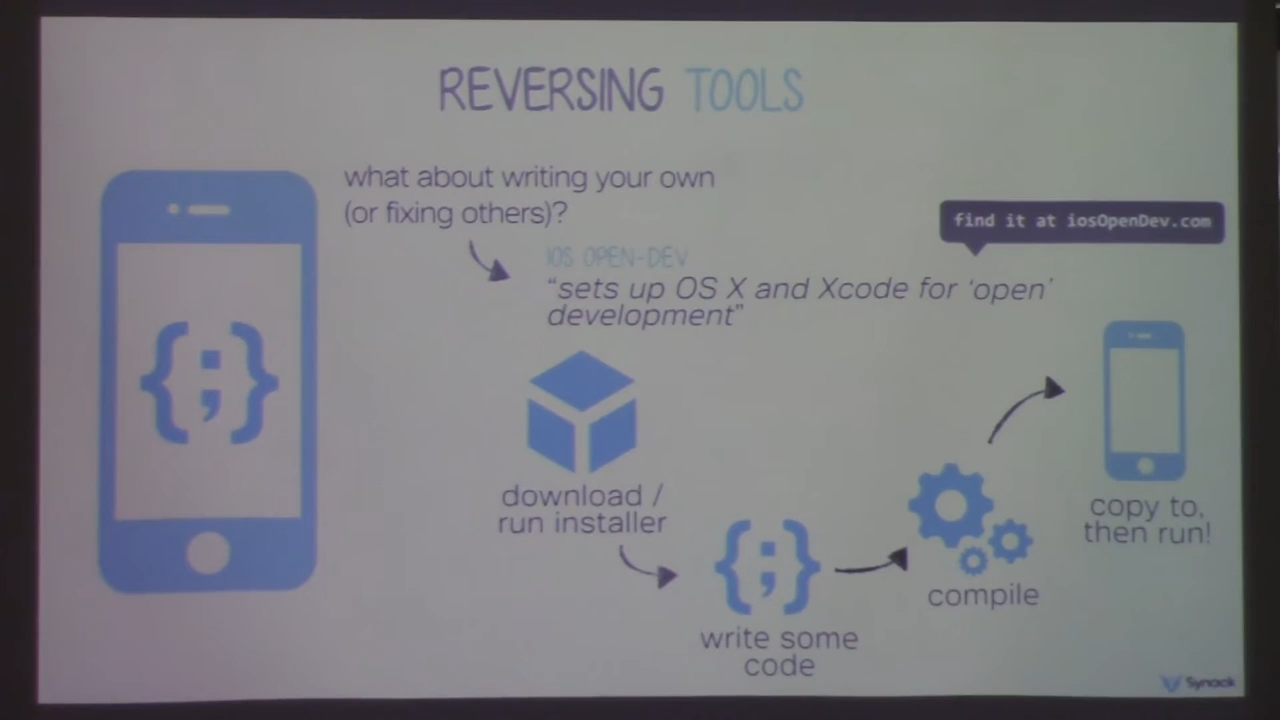 REVERSING TOOLS
what about writing your own
(or fixing others)?
find it at iosOpenDev.com
IOS OPEN-DEV
“sets up OS X and Xcode for ‘open’
development”
{;}
download /
run installer
{;}
write some
code
compile
copy to,
then run!
Synack